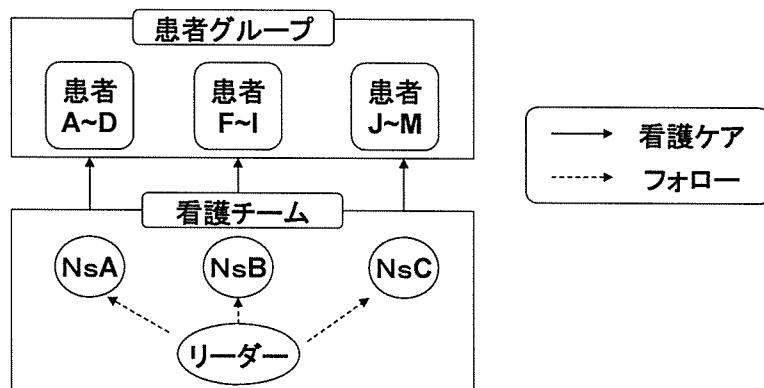 患者グループ
患者
A~D
患者
F~I
患者
J~M
看護ケア
フォロー
看護チーム
NsA
NsB
NsC
リーダー